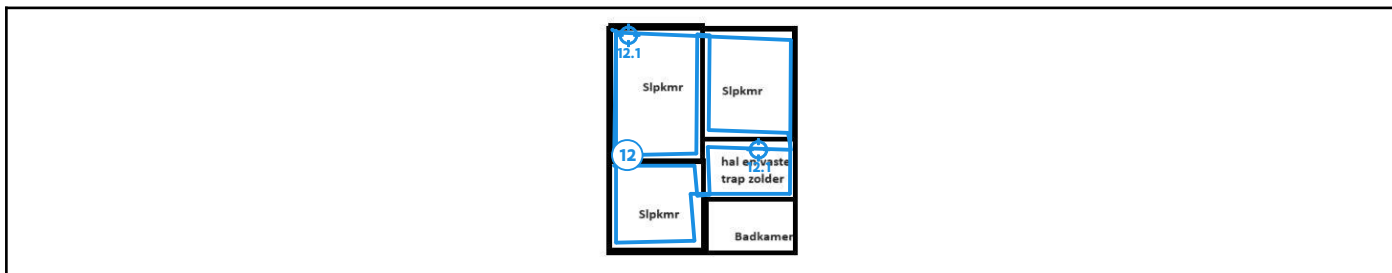 12.1
Slpkmr
Slpkmr
12
hal en vaste
12.1
trap zolder
Slpkmr
Badkamer